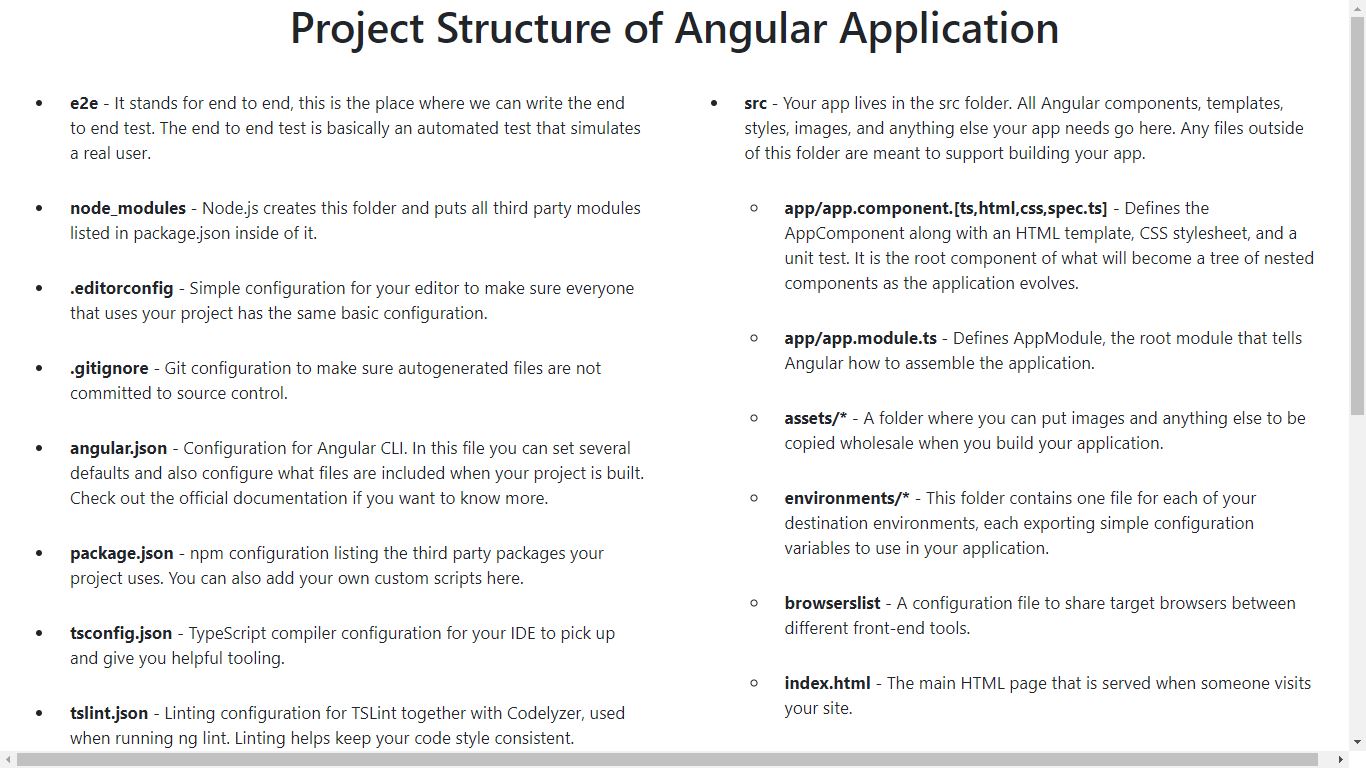 Project Structure of Angular Application
e2e - It stands for end to end, this is the place where we can write the end
to end test. The end to end test is basically an automated test that simulates
a real user.
node_modules - Node.js creates this folder and puts all third party modules
listed in package.json inside of it.
.editorconfig - Simple configuration for your editor to make sure everyone
that uses your project has the same basic configuration.
.gitignore - Git configuration to make sure autogenerated files are not
committed to source control.
angular.json - Configuration for Angular CLI. In this file you can set several
defaults and also configure what files are included when your project is built.
Check out the official documentation if you want to know more.
package.json - npm configuration listing the third party packages your
project uses. You can also add your own custom scripts here.
tsconfig.json - TypeScript compiler configuration for your IDE to pick up
and give you helpful tooling.
tslint.json - Linting configuration for TSLint together with Codelyzer, used
when running ng lint. Linting helps keep your code style consistent.
src - Your app lives in the src folder. All Angular components, templates,
styles, images, and anything else your app needs go here. Any files outside
of this folder are meant to support building your app.
app/app.component.[ts,html,css,spec.ts] - Defines the
AppComponent along with an HTML template, CSS stylesheet, and a
unit test. It is the root component of what will become a tree of nested
components as the application evolves.
app/app.module.ts - Defines AppModule, the root module that tells
Angular how to assemble the application.
assets/* - A folder where you can put images and anything else to be
copied wholesale when you build your application.
environments/* - This folder contains one file for each of your
destination environments, each exporting simple configuration
variables to use in your application.
browserslist - A configuration file to share target browsers between
different front-end tools.
index.html - The main HTML page that is served when someone visits
your site.